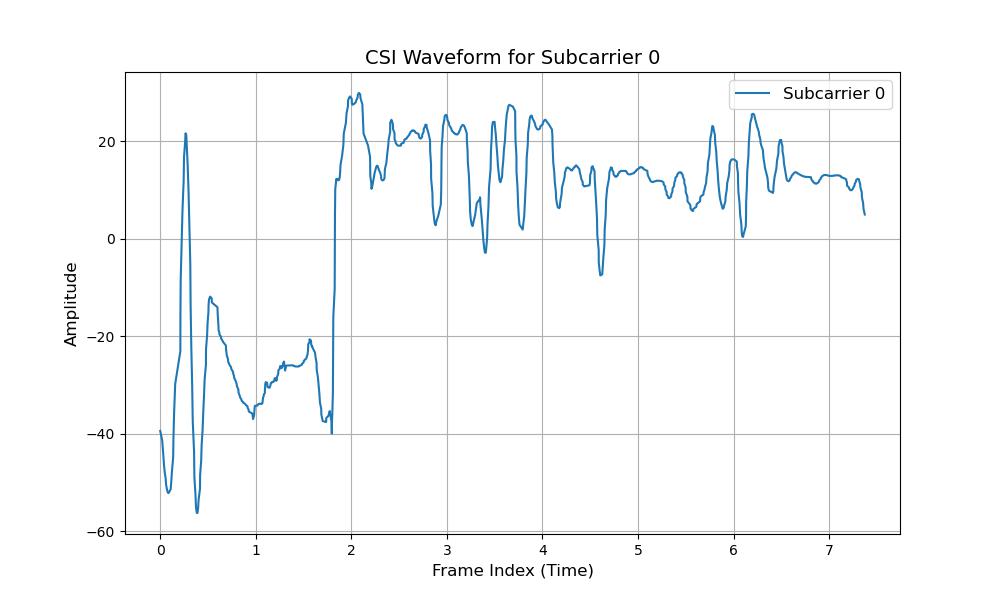 CSI Waveform for Subcarrier 0
Subcarrier 0
Amplitude
20
0
−20
−40
−60
0 1 2 3 4 5 6 7
Frame Index (Time)